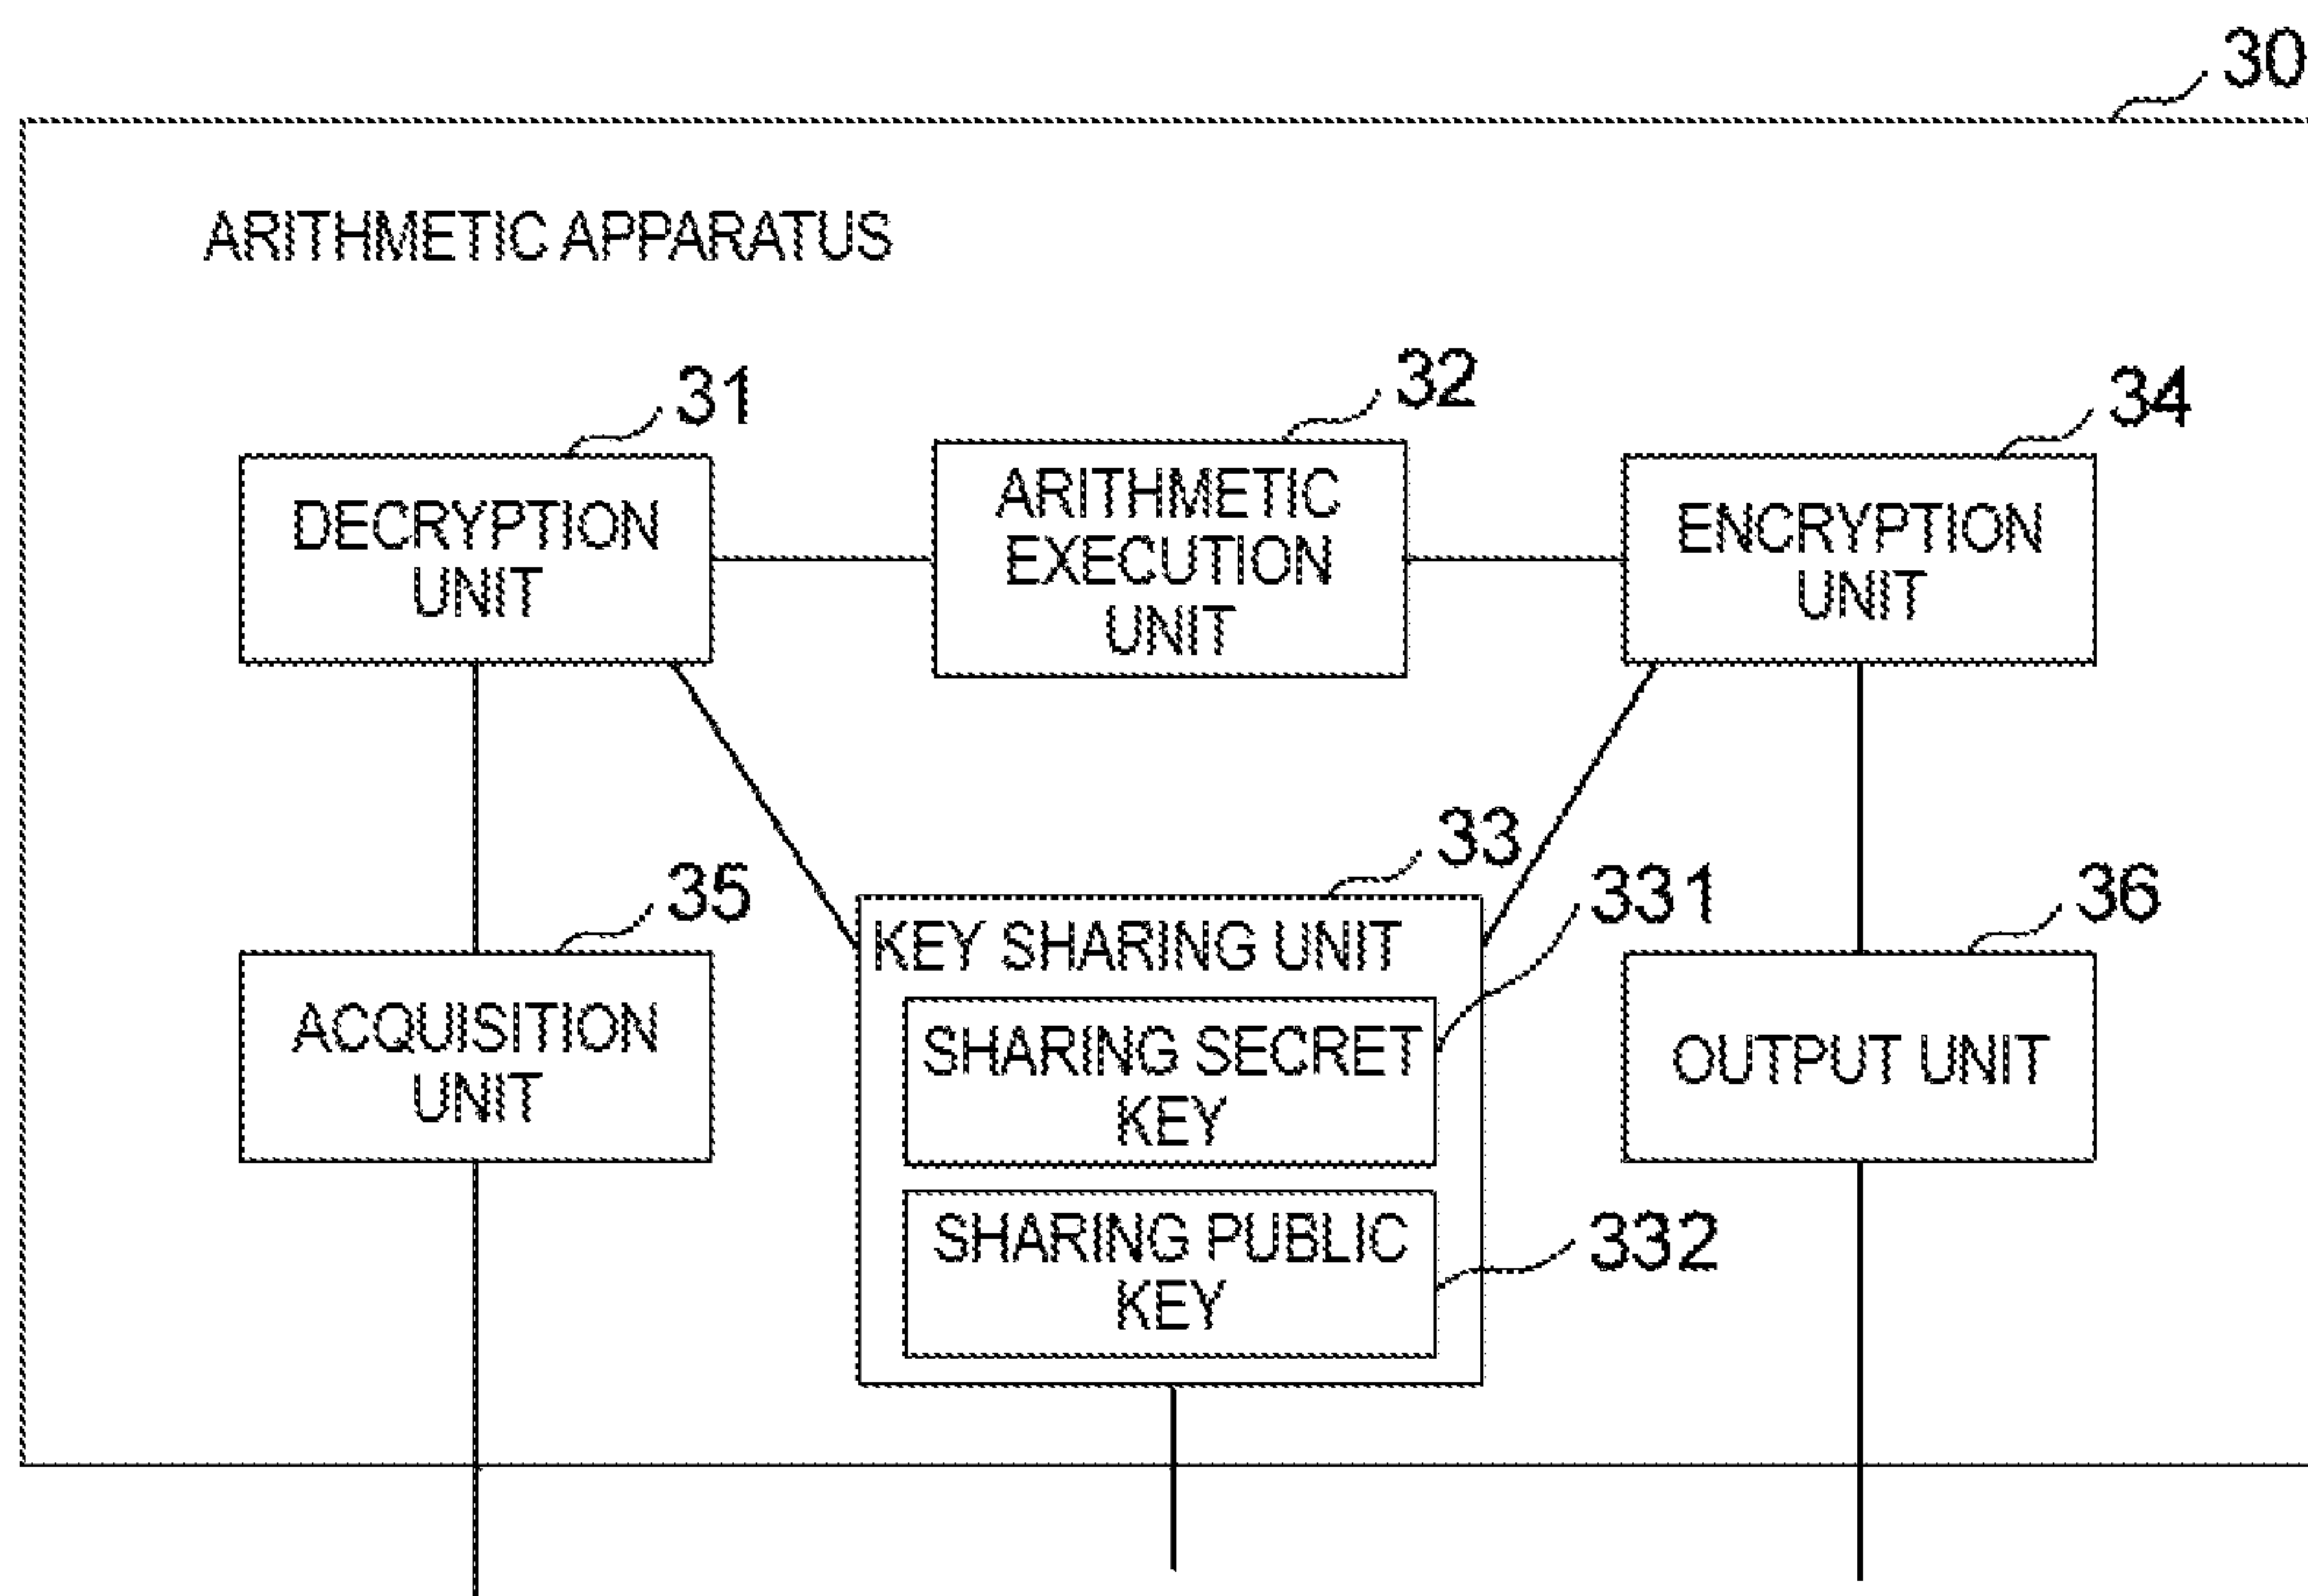 30
ARITHMETIC APPARATUS
31
32
34
DECRYPTION
UNIT
ARITHMETIC
EXECUTION
UNIT
ENCRYPTION
UNIT
35
33
331
36
ACQUISITION
UNIT
KEY SHARING UNIT
SHARING SECRET
KEY
OUTPUT UNIT
SHARING PUBLIC
KEY
332